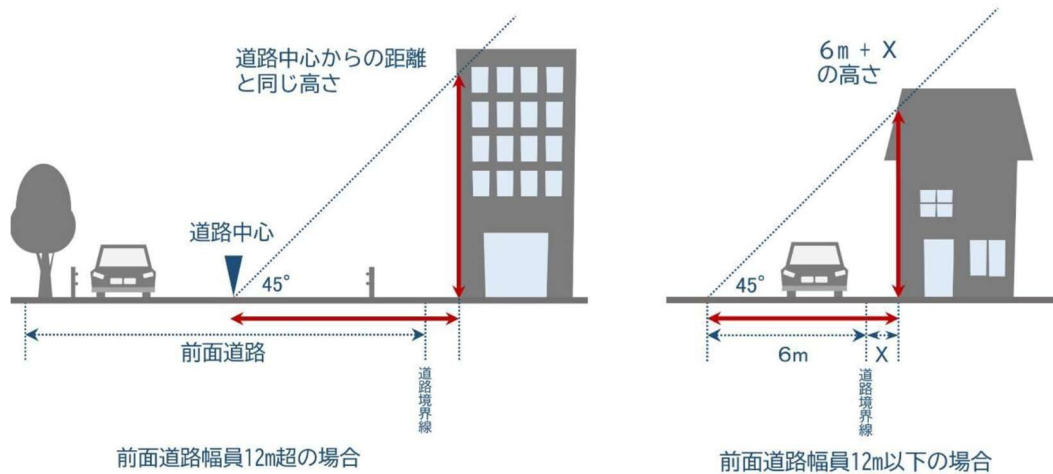 道路中心からの距離
と同じ高さ
道路中心
45°
前面道路
道路境界線
前面道路幅員12m超の場合
6m + X
の高さ
45°
6m
X
道路境界線
前面道路幅員12m以下の場合